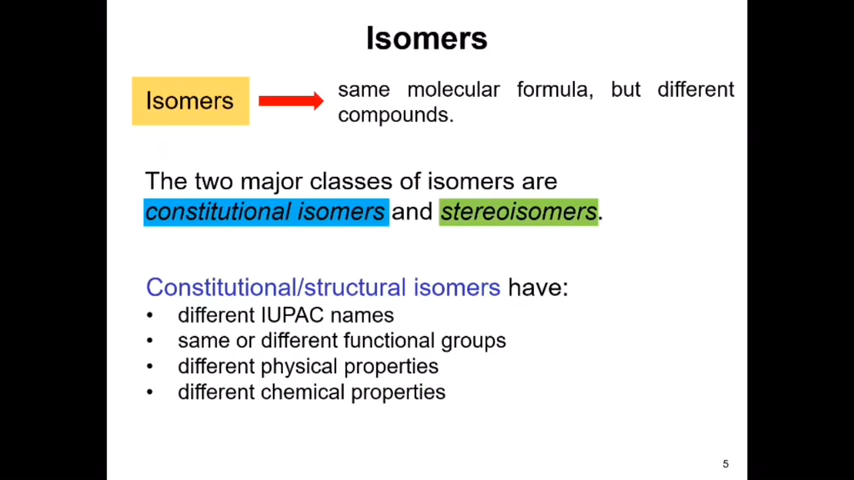 Isomers
Isomers
same molecular formula, but different
compounds.
The two major classes of isomers are
constitutional isomers and stereoisomers.
Constitutional/structural isomers have:
• different IUPAC names
• same or different functional groups
• different physical properties
• different chemical properties
5